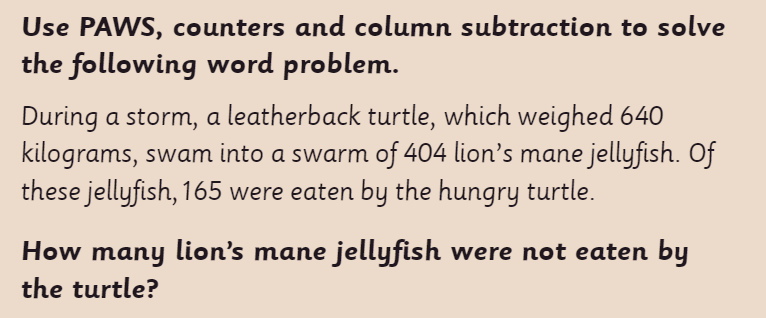 Use PAWS, counters and column subtraction to solve
the following word problem.
During a storm, a leatherback turtle, which weighed 640
kilograms, swam into a swarm of 404 lion's mane jellyfish. Of
these jellyfish, 165 were eaten by the hungry turtle.
How many lion's mane jellyfish were not eaten by
the turtle?